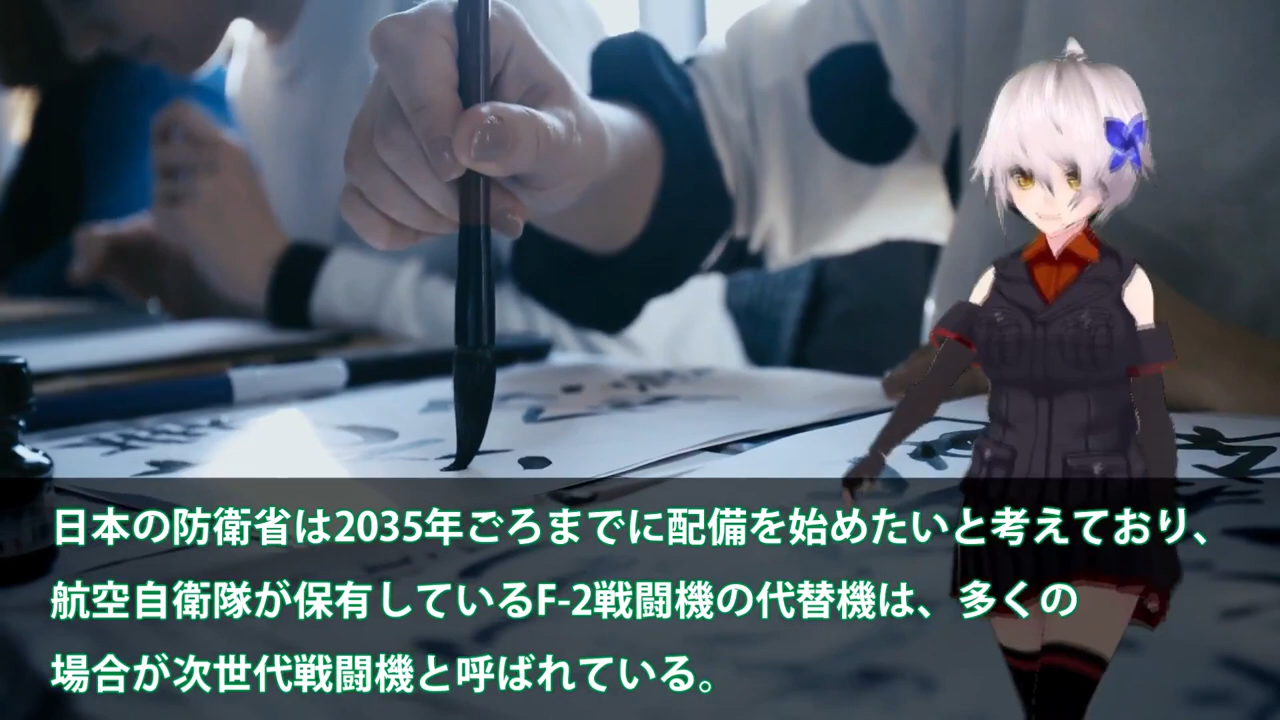 日本の防衛省は2035年ごろまでに配備を始めたいと考えており、
航空自衛隊が保有しているF-2戦闘機の代替機は、多くの
場合が次世代戦闘機と呼ばれている。